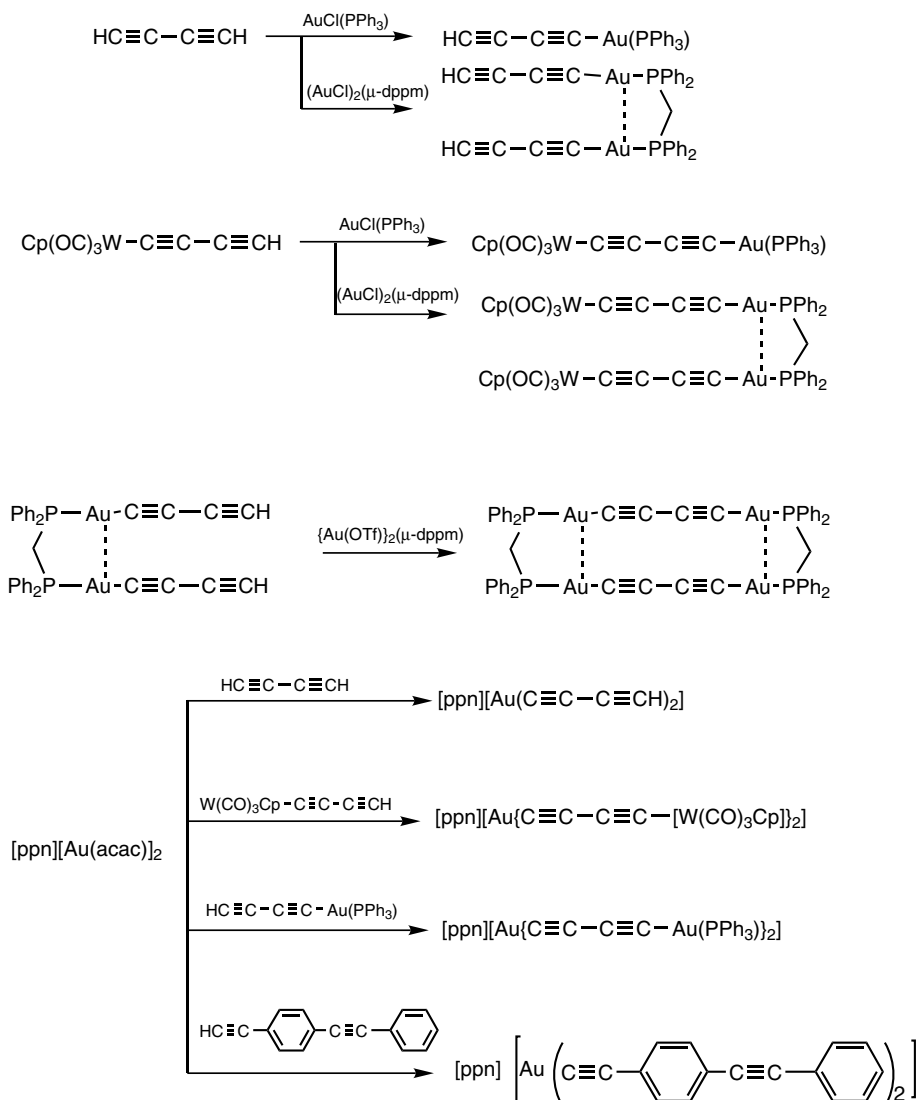 HC≡C—C≡CH AuCl(PPh₃) HC≡C—C≡C—Au(PPh₃)
(AuCl)₂(μ-dppm) HC≡C—C≡C—Au—PPh₂
HC≡C—C≡C—Au—PPh₂
Cp(OC)₃W—C≡C—C≡CH AuCl(PPh₃) Cp(OC)₃W—C≡C—C≡C—Au(PPh₃)
(AuCl)₂(μ-dppm) Cp(OC)₃W—C≡C—C≡C—Au—PPh₂
Cp(OC)₃W—C≡C—C≡C—Au—PPh₂
Ph₂P—Au—C≡C—C≡CH {Au(OTf)}₂(μ-dppm) Ph₂P—Au—C≡C—C≡C—Au—PPh₂
Ph₂P—Au—C≡C—C≡CH Ph₂P—Au—C≡C—C≡C—Au—PPh₂
HC≡C—C≡CH [ppn][Au(C≡C—C≡CH)₂]
W(CO)₃Cp—C≡C—C≡CH [ppn][Au{C≡C—C≡C—[W(CO)₃Cp]}₂]
[ppn][Au(acac)]₂
HC≡C—C≡C—Au(PPh₃) [ppn][Au{C≡C—C≡C—Au(PPh₃)}₂]
HC≡C C≡C
[ppn] [Au (C≡C C≡C )₂]